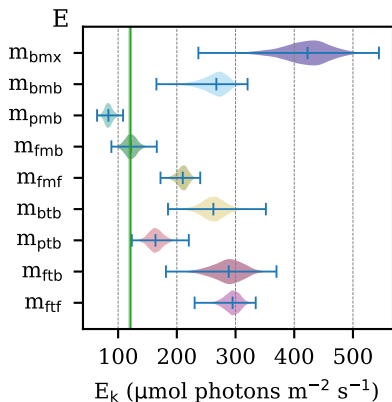 E
m_bmx
m_bmb
m_pmb
m_fmb
m_fmf
m_btb
m_ptb
m_ftb
m_ftf
100 200 300 400 500
E_k (μmol photons m⁻² s⁻¹)